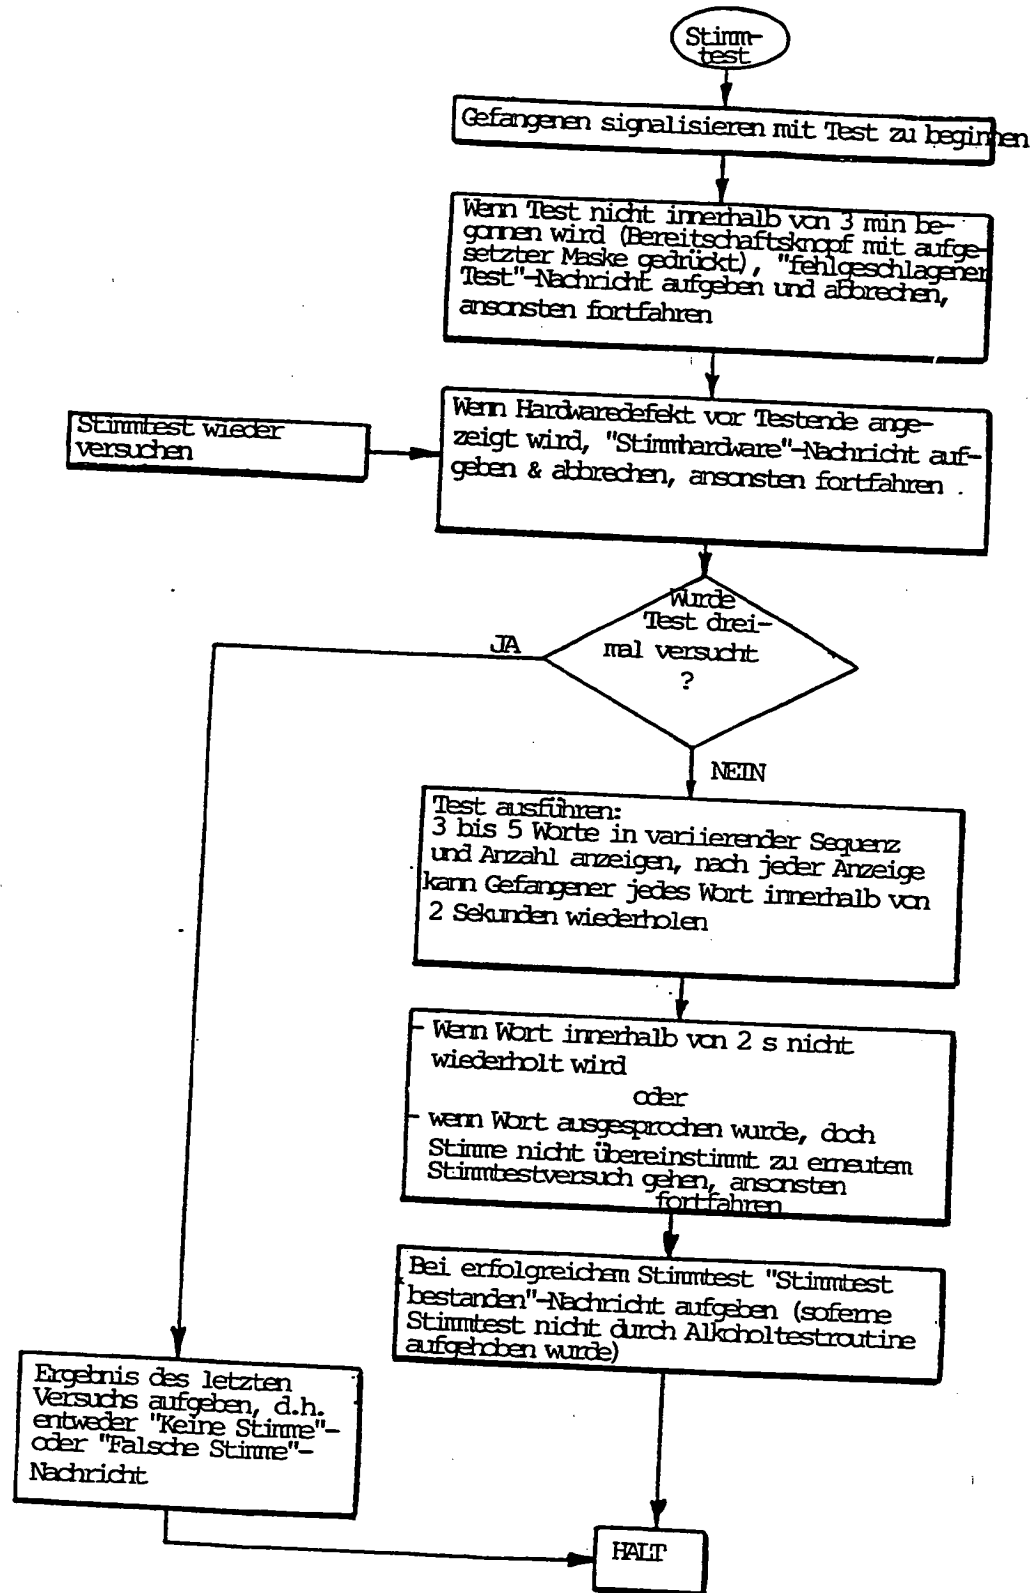 Stimm-
test
Gefangenen signalisieren mit Test zu beginnen
Wenn Test nicht innerhalb von 3 min be-
gonnen wird (Bereitschaftsknopf mit aufge-
setzter Maske gedrückt), "fehlgeschlagener
Test"-Nachricht aufgeben und abbrechen,
ansonsten fortfahren
Stimmtest wieder
versuchen
Wenn Hardwaredefekt vor Testende ange-
zeigt wird, "Stimmhardware"-Nachricht auf-
geben & abbrechen, ansonsten fortfahren .
Wurde
Test drei-
mal versucht
?
JA
NEIN
Test ausführen:
3 bis 5 Worte in variierender Sequenz
und Anzahl anzeigen, nach jeder Anzeige
kann Gefangener jedes Wort innerhalb von
2 Sekunden wiederholen
- Wenn Wort innerhalb von 2 s nicht
wiederholt wird
oder
- wenn Wort ausgesprochen wurde, doch
Stimme nicht übereinstimmt zu erneutem
Stimmtestversuch gehen, ansonsten
fortfahren
Bei erfolgreichem Stimmtest "Stimmtest
bestanden"-Nachricht aufgeben (soferne
Stimmtest nicht durch Alkoholtestroutine
aufgehoben wurde)
Ergebnis des letzten
Versuchs aufgeben, d.h.
entweder "Keine Stimme"-
oder "Falsche Stimme"-
Nachricht
HALT